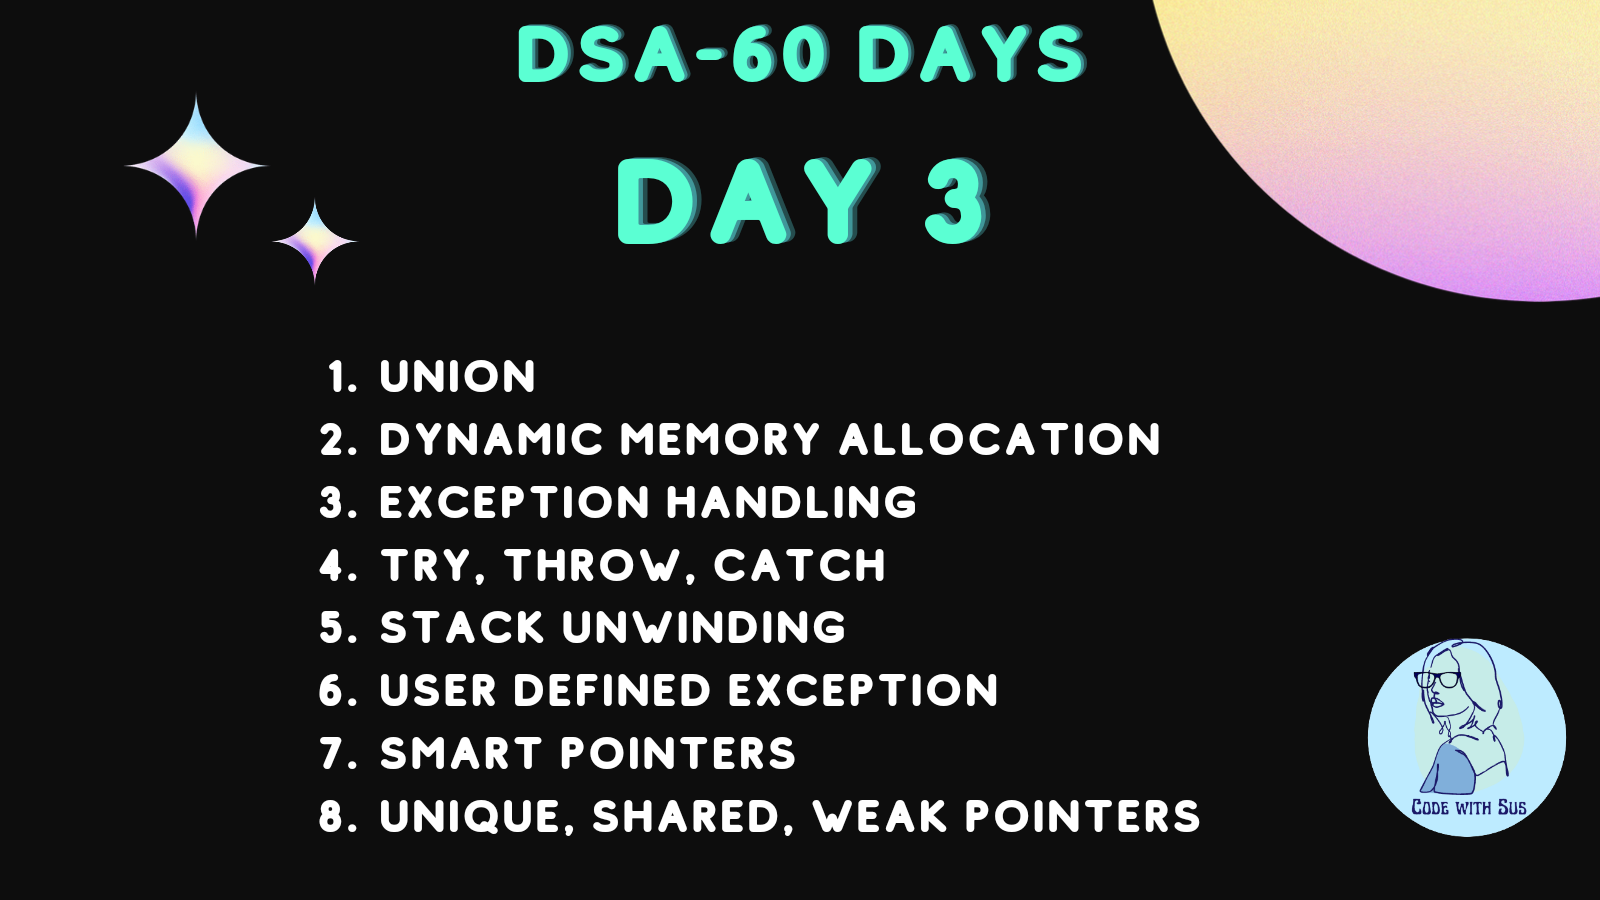 DSA-60 DAYS
DAY 3
1. UNION
2. DYNAMIC MEMORY ALLOCATION
3. EXCEPTION HANDLING
4. TRY, THROW, CATCH
5. STACK UNWINDING
6. USER DEFINED EXCEPTION
7. SMART POINTERS
8. UNIQUE, SHARED, WEAK POINTERS
CODE WITH SUS